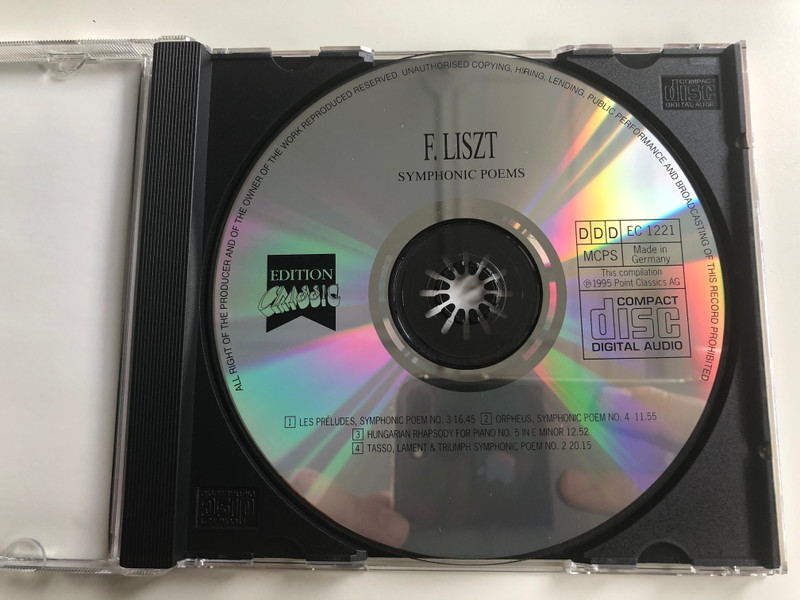 ALL RIGHT OF THE PRODUCER AND OF THE OWNER OF THE WORK REPRODUCED RESERVED. UNAUTHORISED COPYING, HIRING, LENDING, PUBLIC PERFORMANCE AND BROADCASTING OF THIS RECORD PROHIBITED
COMPACT
disc
DIGITAL AUDIO
F. LISZT
SYMPHONIC POEMS
DDD EC 1221
MCPS Made in Germany
This compilation
℗1995 Point Classics AG
COMPACT
disc
DIGITAL AUDIO
EDITION
Classic
1 LES PRÉLUDES, SYMPHONIC POEM NO. 3 16.45 2 ORPHEUS, SYMPHONIC POEM NO. 4 11.55
3 HUNGARIAN RHAPSODY FOR PIANO NO. 5 IN E MINOR 12.52
4 TASSO, LAMENT & TRIUMPH SYMPHONIC POEM NO. 2 20.15
COMPACT
disc
DIGITAL AUDIO